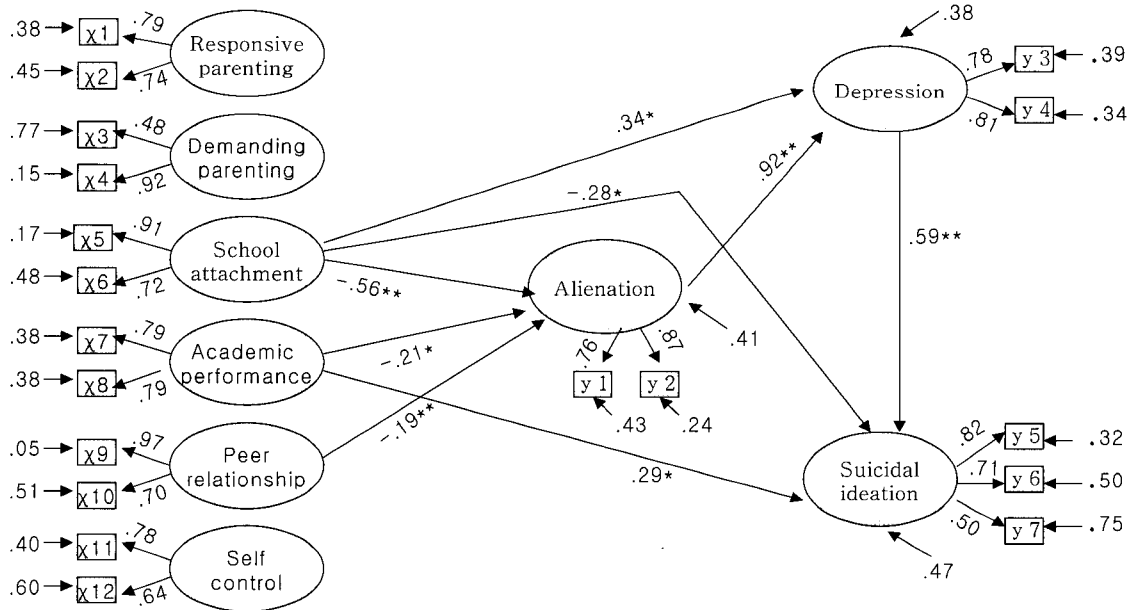 .38
χ1
.79
Responsive
parenting
.45
χ2
.74
.77
χ3
.48
Demanding
parenting
.15
χ4
.92
.17
χ5
.91
School
attachment
.48
χ6
.72
.38
χ7
.79
Academic
performance
.38
χ8
.79
.05
χ9
.97
Peer
relationship
.51
χ10
.70
.40
χ11
.78
Self
control
.60
χ12
.64
.34*
-.28*
-.56**
-.21*
-.19**
.29*
Alienation
.41
.76
.87
y 1
y 2
.43
.24
.92**
.38
Depression
.78
y 3
.39
.81
y 4
.34
.59**
Suicidal
ideation
.82
y 5
.32
.71
y 6
.50
.50
y 7
.75
.47